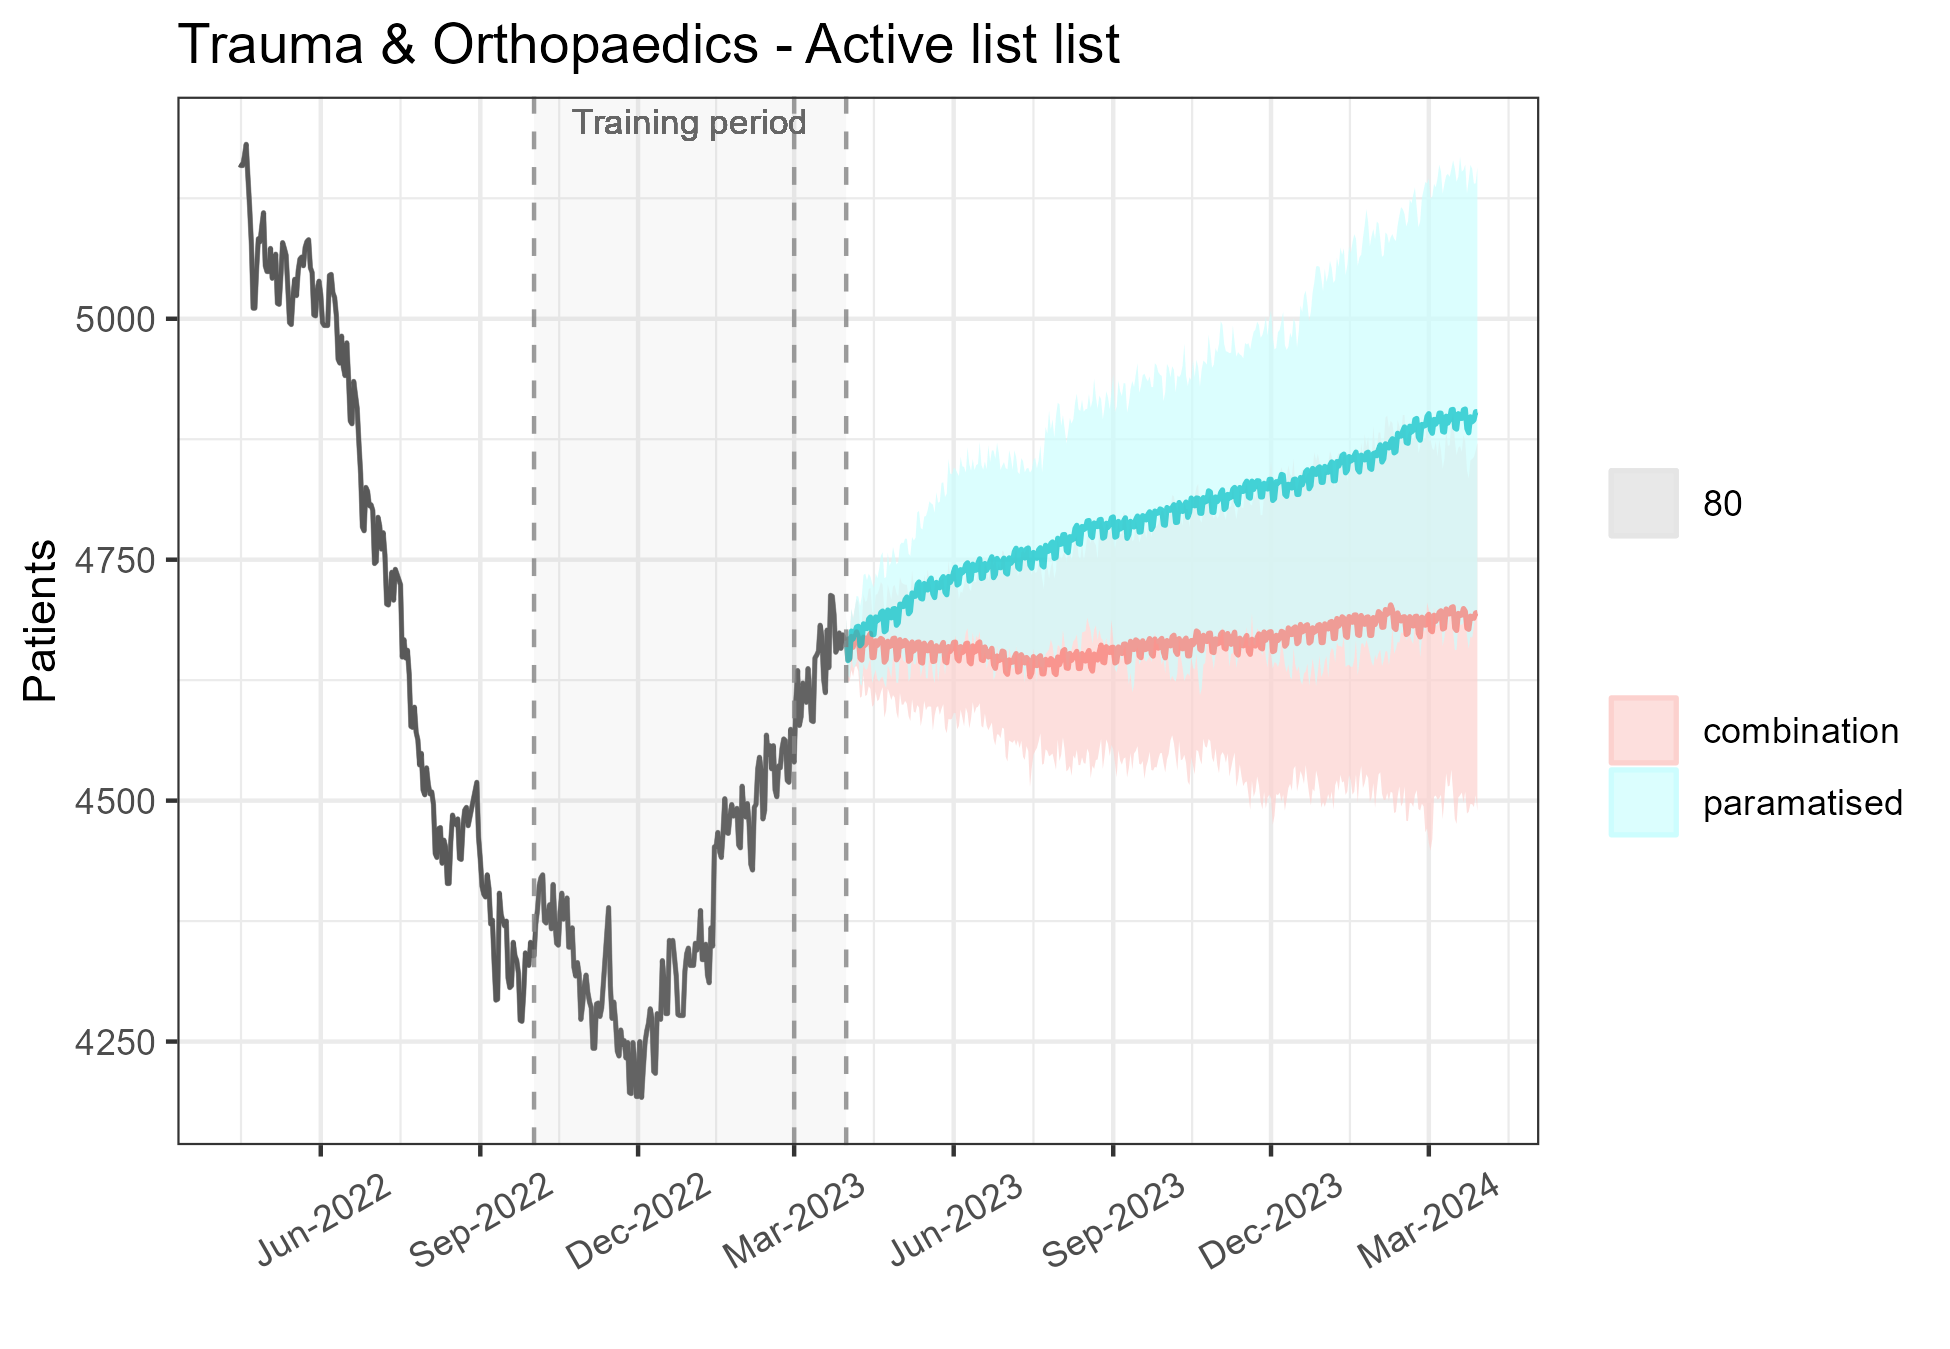 Trauma & Orthopaedics - Active list list
Training period
Patients
5000
4750
4500
4250
Jun-2022
Sep-2022
Dec-2022
Mar-2023
Jun-2023
Sep-2023
Dec-2023
Mar-2024
80
combination
paramatised